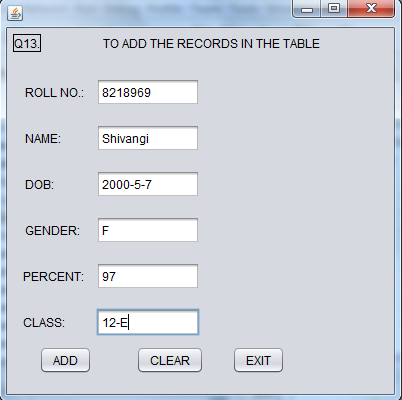 Q13. TO ADD THE RECORDS IN THE TABLE
ROLL NO.: 8218969
NAME: Shivangi
DOB: 2000-5-7
GENDER: F
PERCENT: 97
CLASS: 12-E
ADD CLEAR EXIT